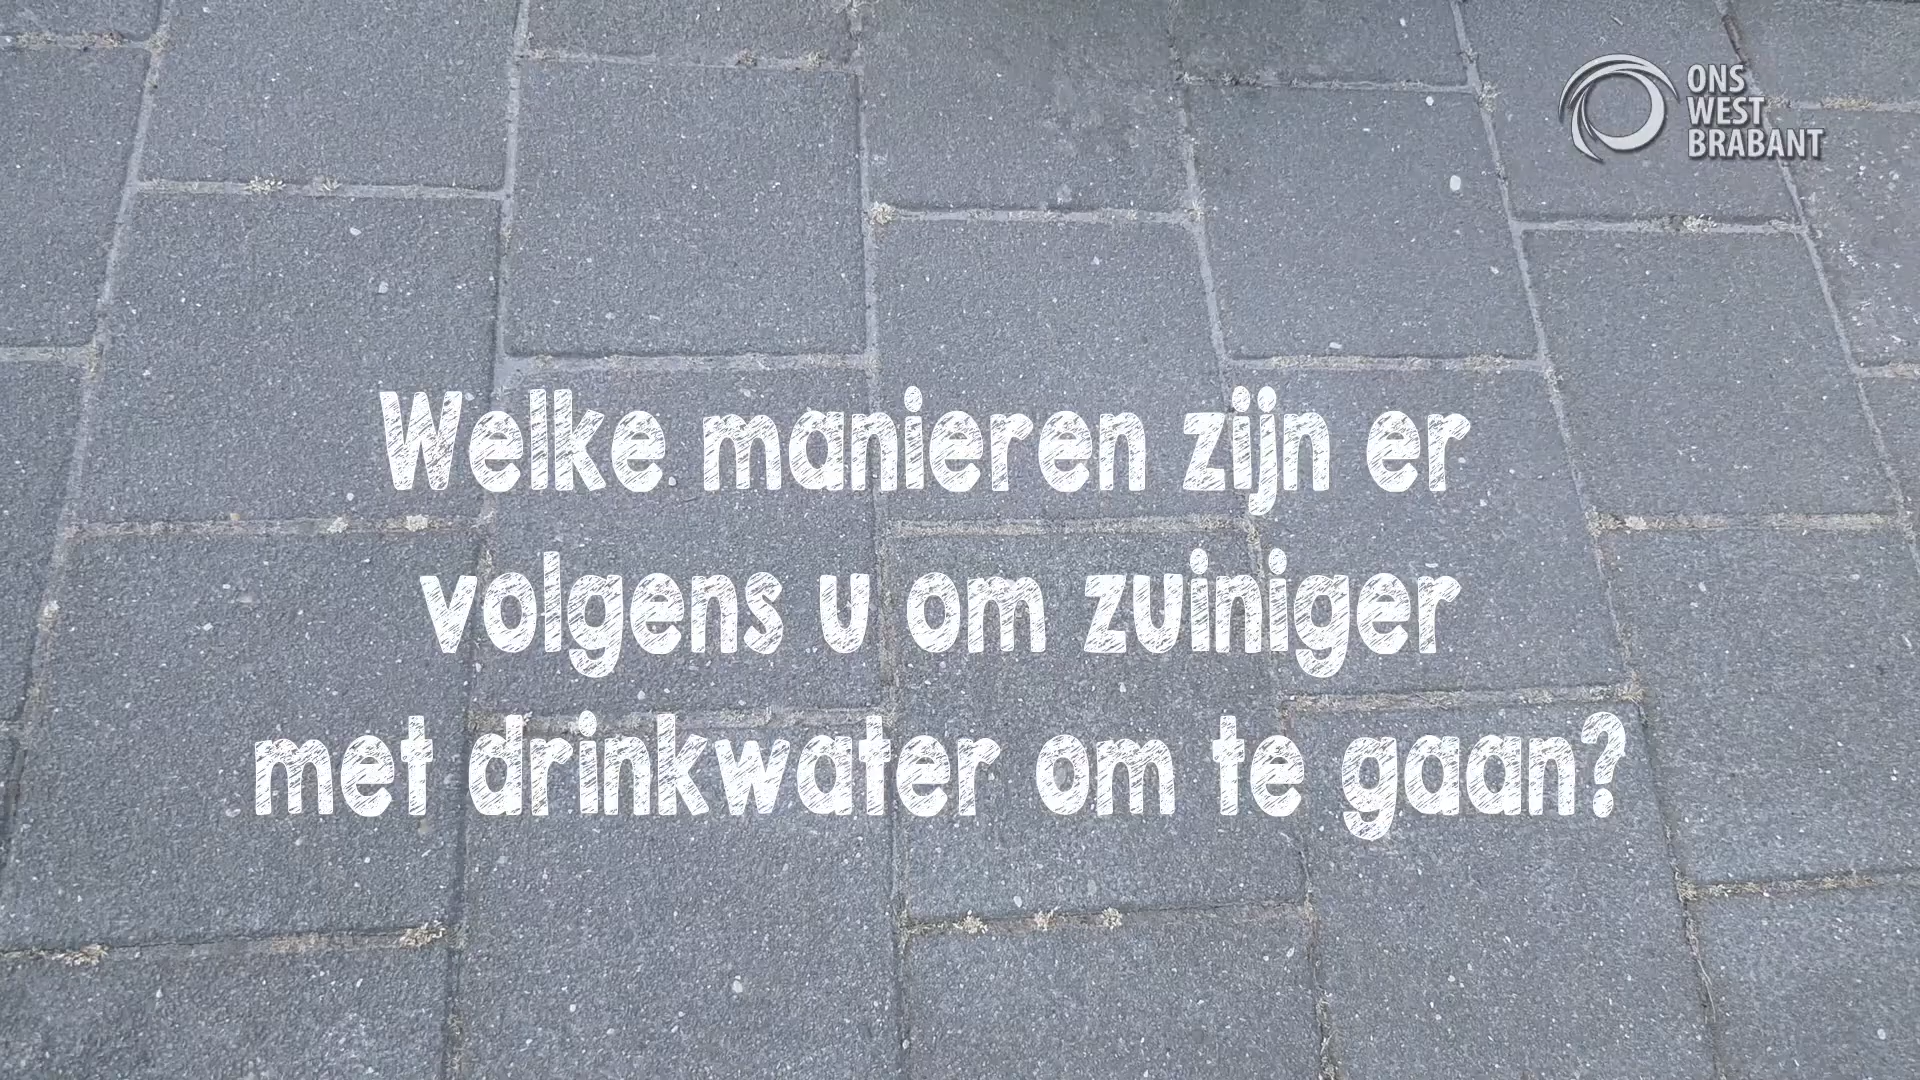 ONS
WEST
BRABANT
Welke manieren zijn er
volgens u om zuiniger
met drinkwater om te gaan?